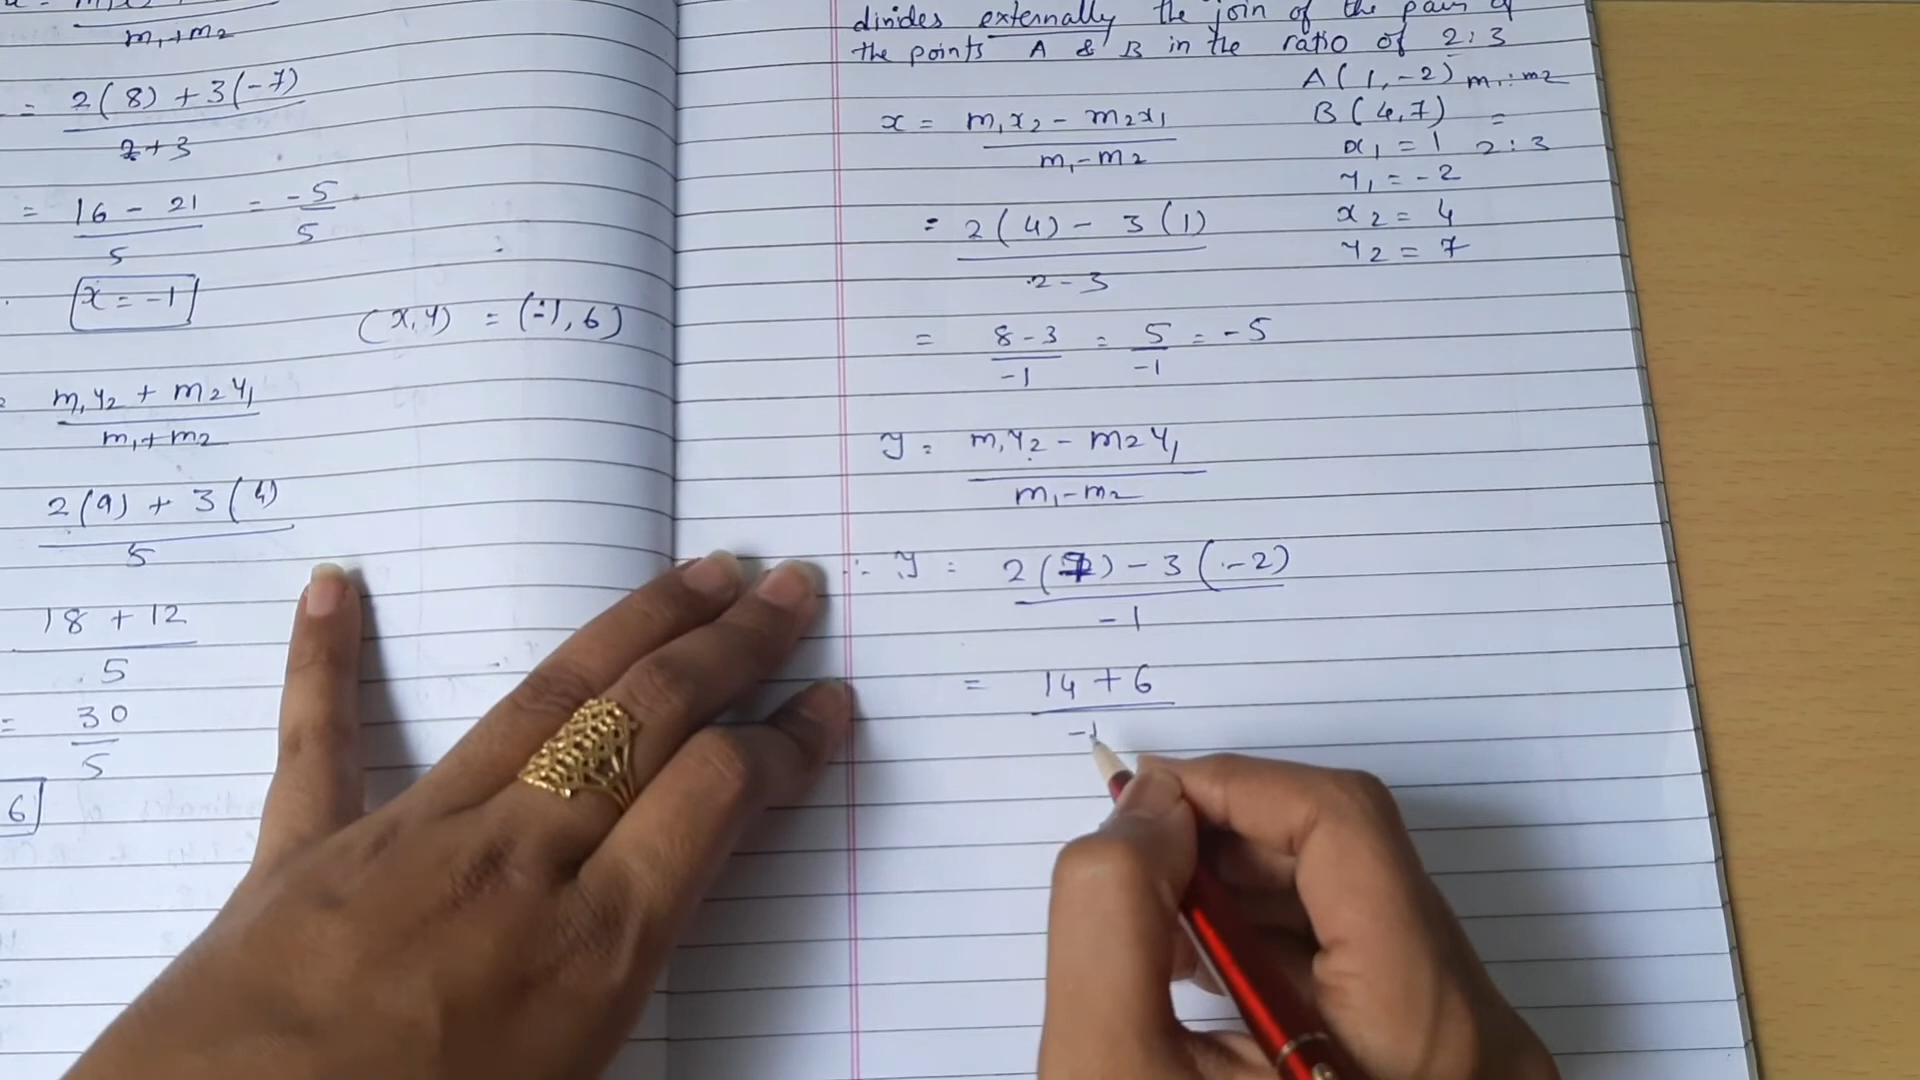 m₁+m₂
= 2(8) + 3(-7)
2+3
= 16 - 21 = -5
5 5
x = -1
(x,y) = (-1, 6)
m₁y₂ + m₂y₁
m₁+m₂
2(9) + 3(4)
5
18 + 12
5
= 30
5
6
divides externally the join of the pair of
the points A & B in the ratio of 2:3
A(1,-2) m₁:m₂
B(4,7) =
x₁ = 1 2:3
y₁ = -2
x₂ = 4
y₂ = 7
x = m₁x₂ - m₂x₁
m₁-m₂
= 2(4) - 3(1)
2-3
= 8-3 = 5 = -5
-1 -1
y = m₁y₂ - m₂y₁
m₁-m₂
∴ y = 2(7) - 3(-2)
-1
= 14 + 6
-1